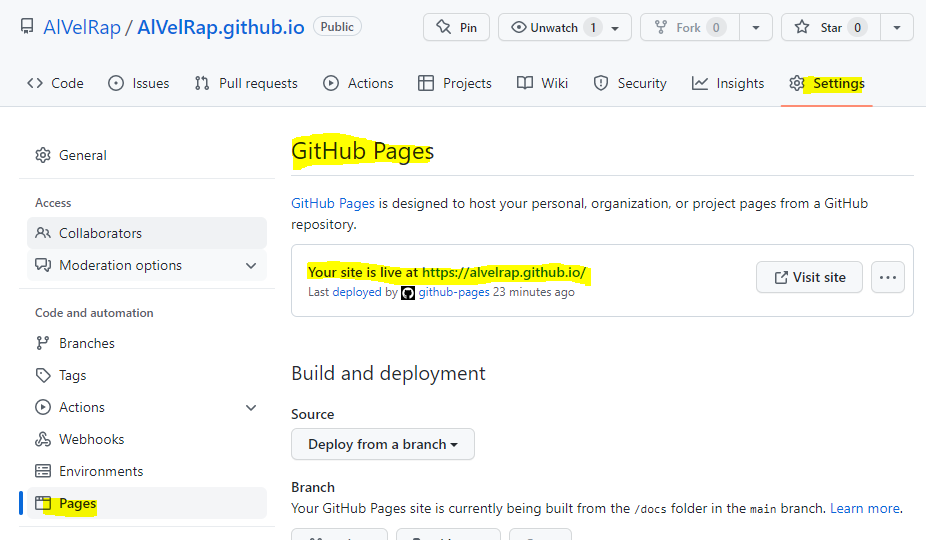 AlVelRap / AlVelRap.github.io Public Pin Unwatch 1 Fork 0 Star 0
Code Issues Pull requests Actions Projects Wiki Security Insights Settings
General
Access
Collaborators
Moderation options
Code and automation
Branches
Tags
Actions
Webhooks
Environments
Pages
GitHub Pages
GitHub Pages is designed to host your personal, organization, or project pages from a GitHub
repository.
Your site is live at https://alvelrap.github.io/
Last deployed by github-pages 23 minutes ago
Visit site
Build and deployment
Source
Deploy from a branch
Branch
Your GitHub Pages site is currently being built from the /docs folder in the main branch. Learn more.